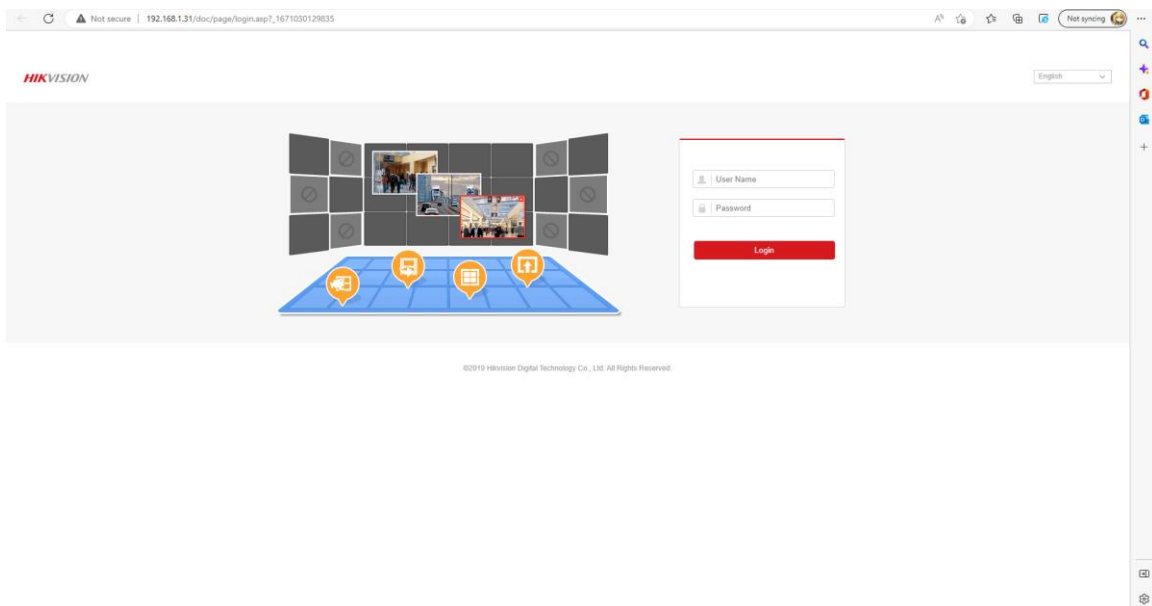 Not secure | 192.168.1.31/doc/page/login.asp?_1671030129835
Not syncing
HIKVISION
English
User Name
Password
Login
©2019 Hikvision Digital Technology Co., Ltd. All Rights Reserved.